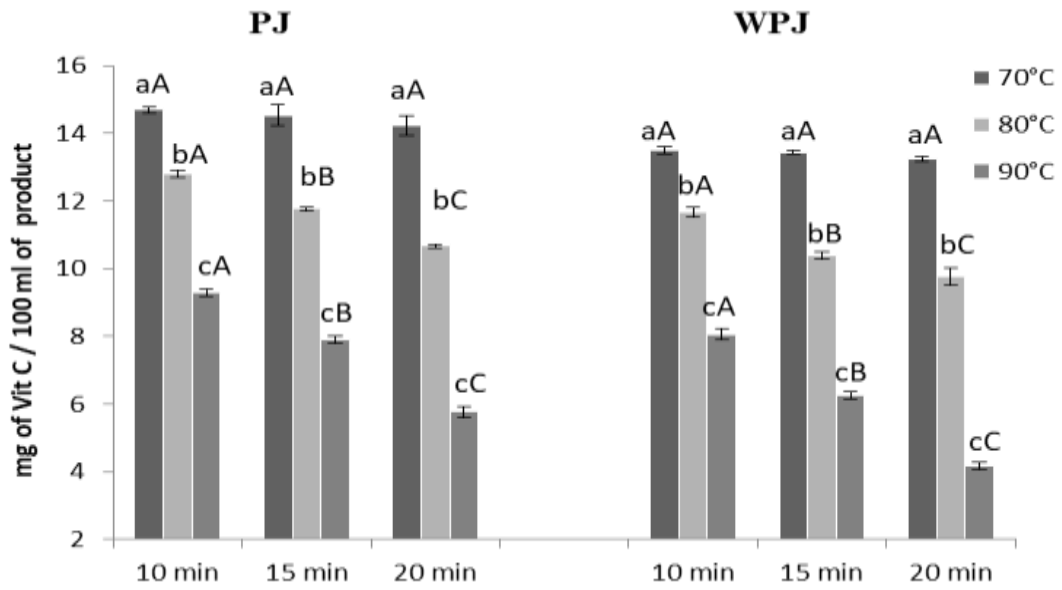 PJ
WPJ
mg of Vit C / 100 ml of product
16
14
12
10
8
6
4
2
aA
bA
cA
aA
bB
cB
aA
bC
cC
aA
bA
cA
aA
bB
cB
aA
bC
cC
70°C
80°C
90°C
10 min
15 min
20 min
10 min
15 min
20 min